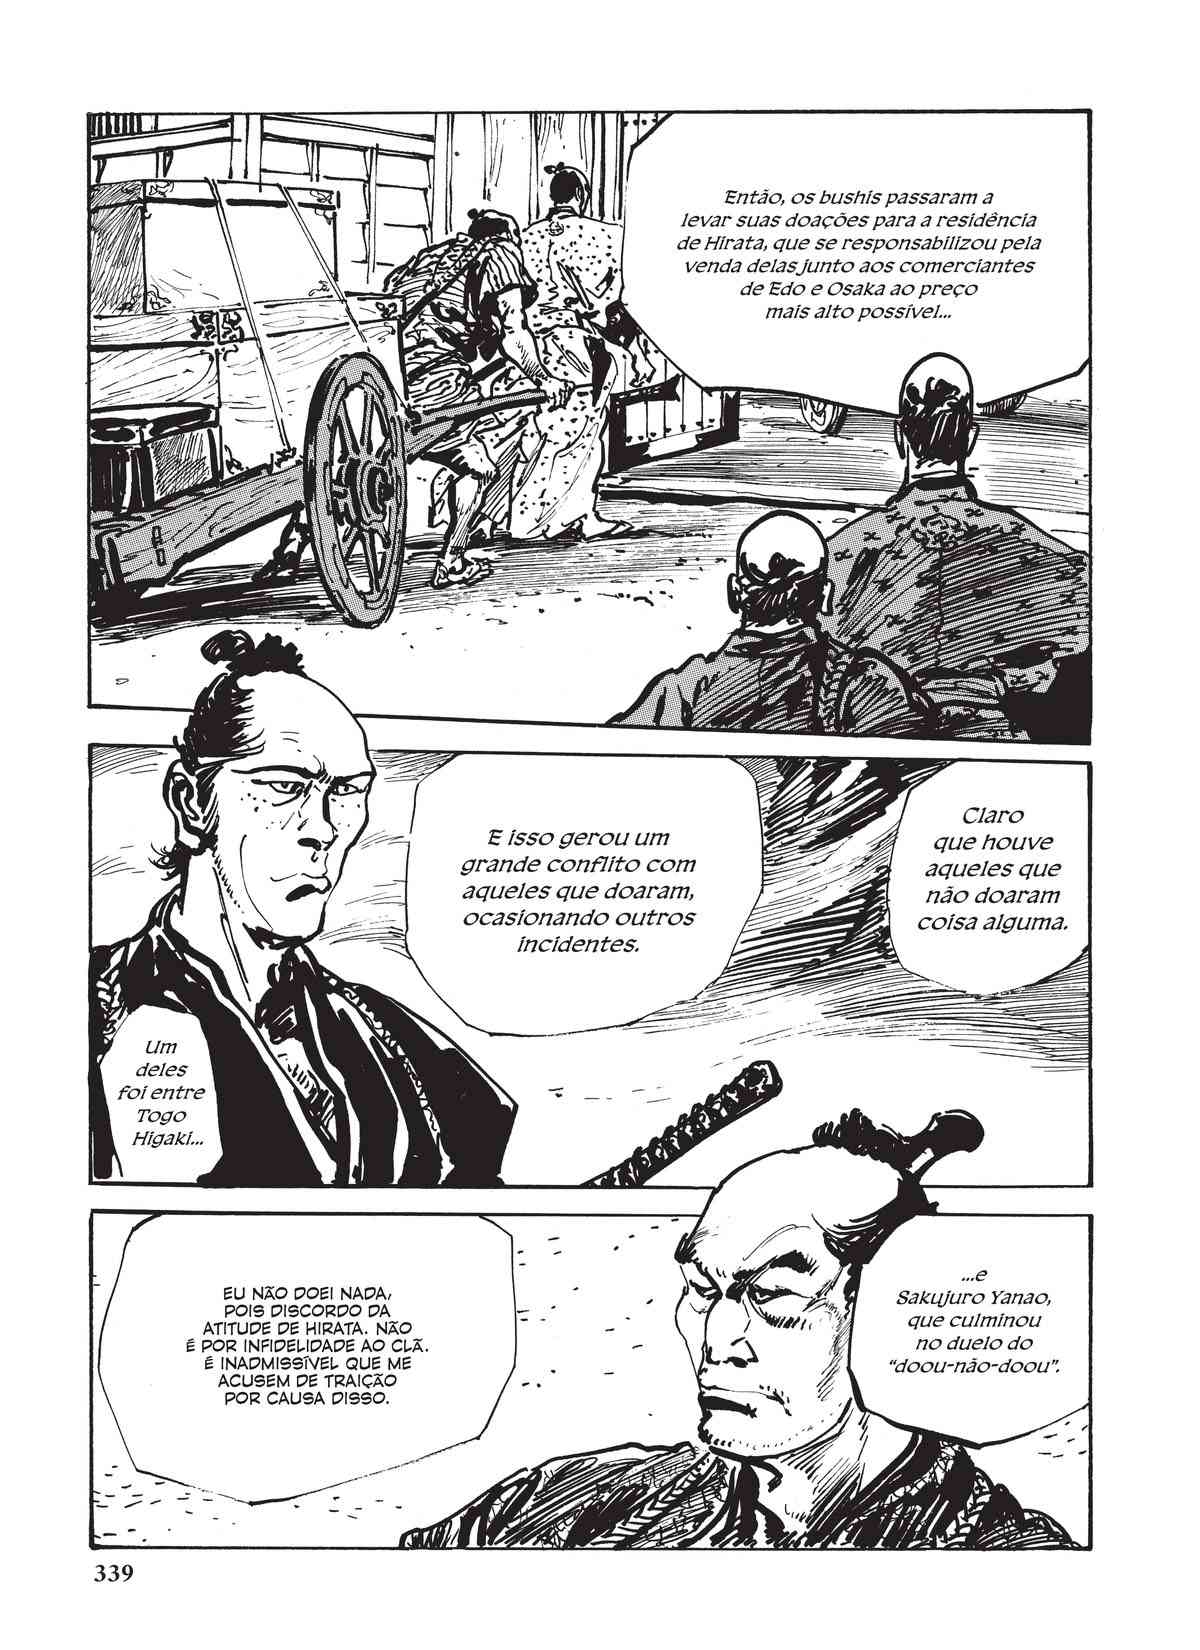 Então, os bushis passaram a
levar suas doações para a residência
de Hirata, que se responsabilizou pela
venda delas junto aos comerciantes
de Edo e Osaka ao preço
mais alto possível...
Claro
que houve
aqueles que
não doaram
coisa alguma.
E isso gerou um
grande conflito com
aqueles que doaram,
ocasionando outros
incidentes.
Um
deles
foi entre
Togo
Higaki...
...e
Sakujuro Yanao,
que culminou
no duelo do
“doou-não-doou”.
EU NÃO DOEI NADA,
POIS DISCORDO DA
ATITUDE DE HIRATA. NÃO
É POR INFIDELIDADE AO CLÃ.
É INADMISSÍVEL QUE ME
ACUSEM DE TRAIÇÃO
POR CAUSA DISSO.
339